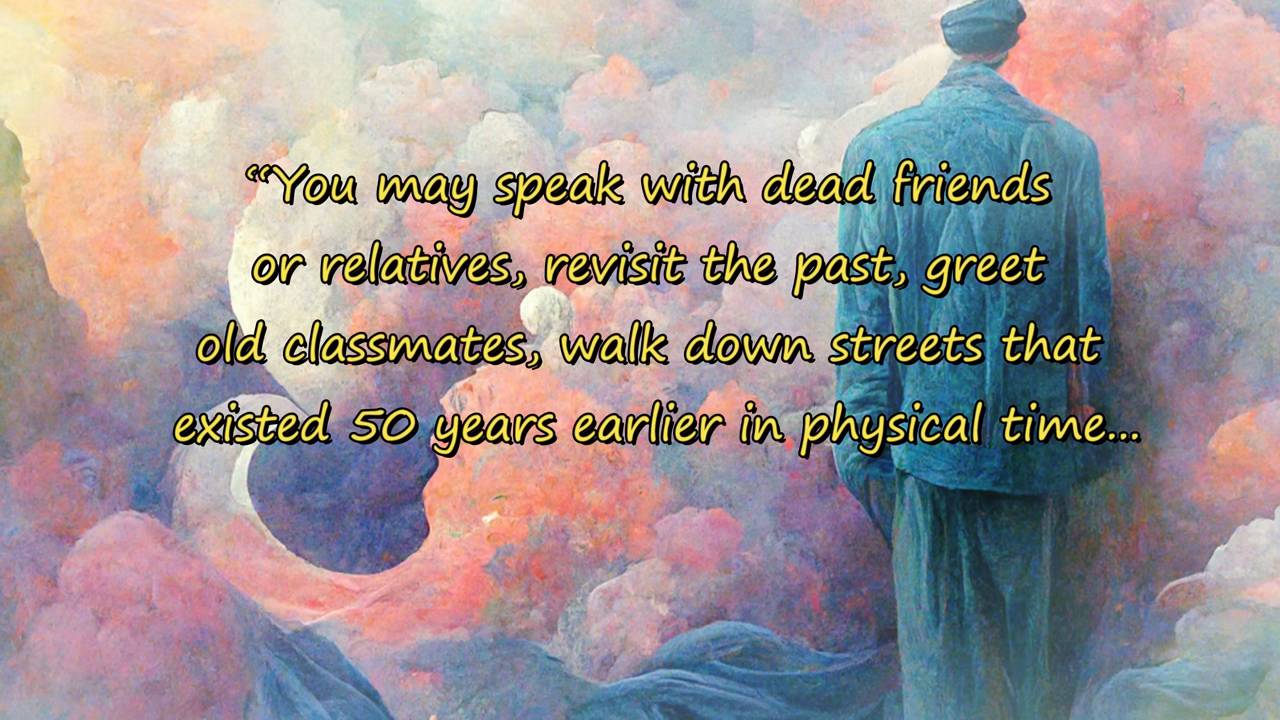 “You may speak with dead friends
or relatives, revisit the past, greet
old classmates, walk down streets that
existed 50 years earlier in physical time...